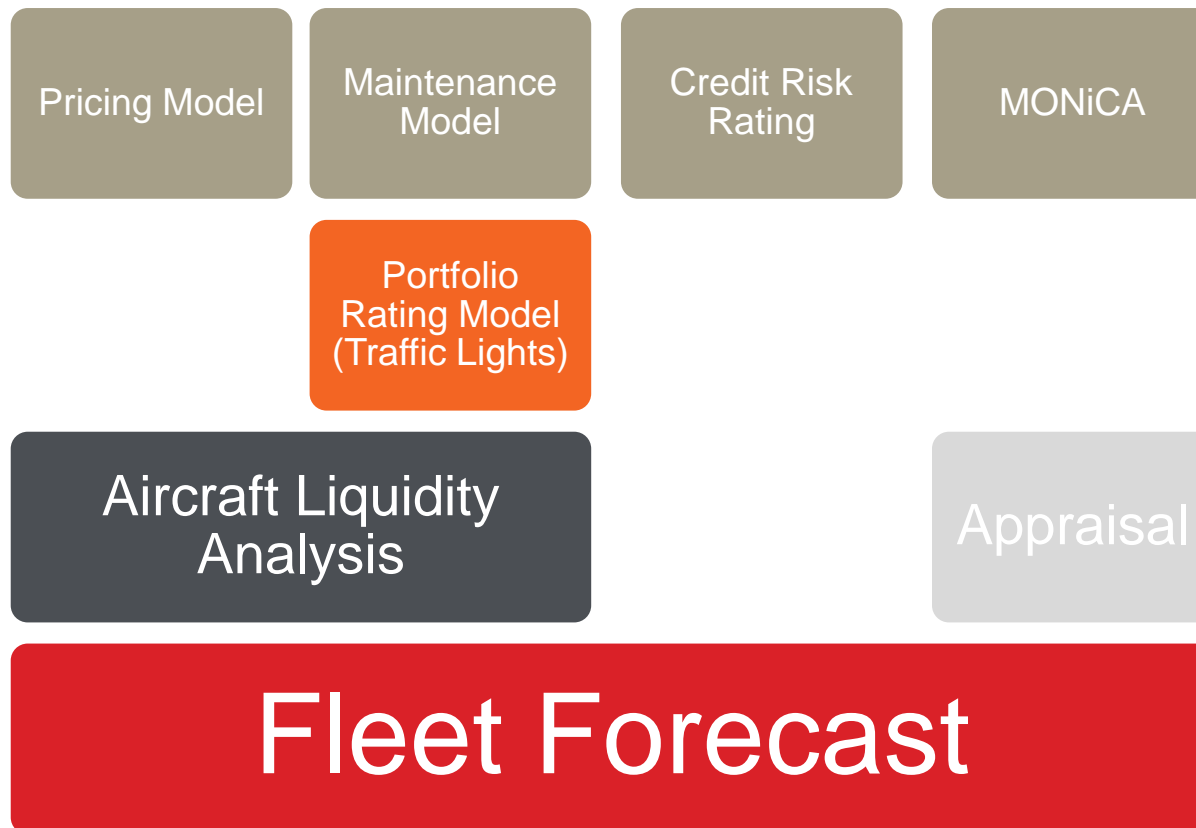 Pricing Model
Maintenance
Model
Credit Risk
Rating
MONiCA
Portfolio
Rating Model
(Traffic Lights)
Aircraft Liquidity
Analysis
Appraisal
Fleet Forecast